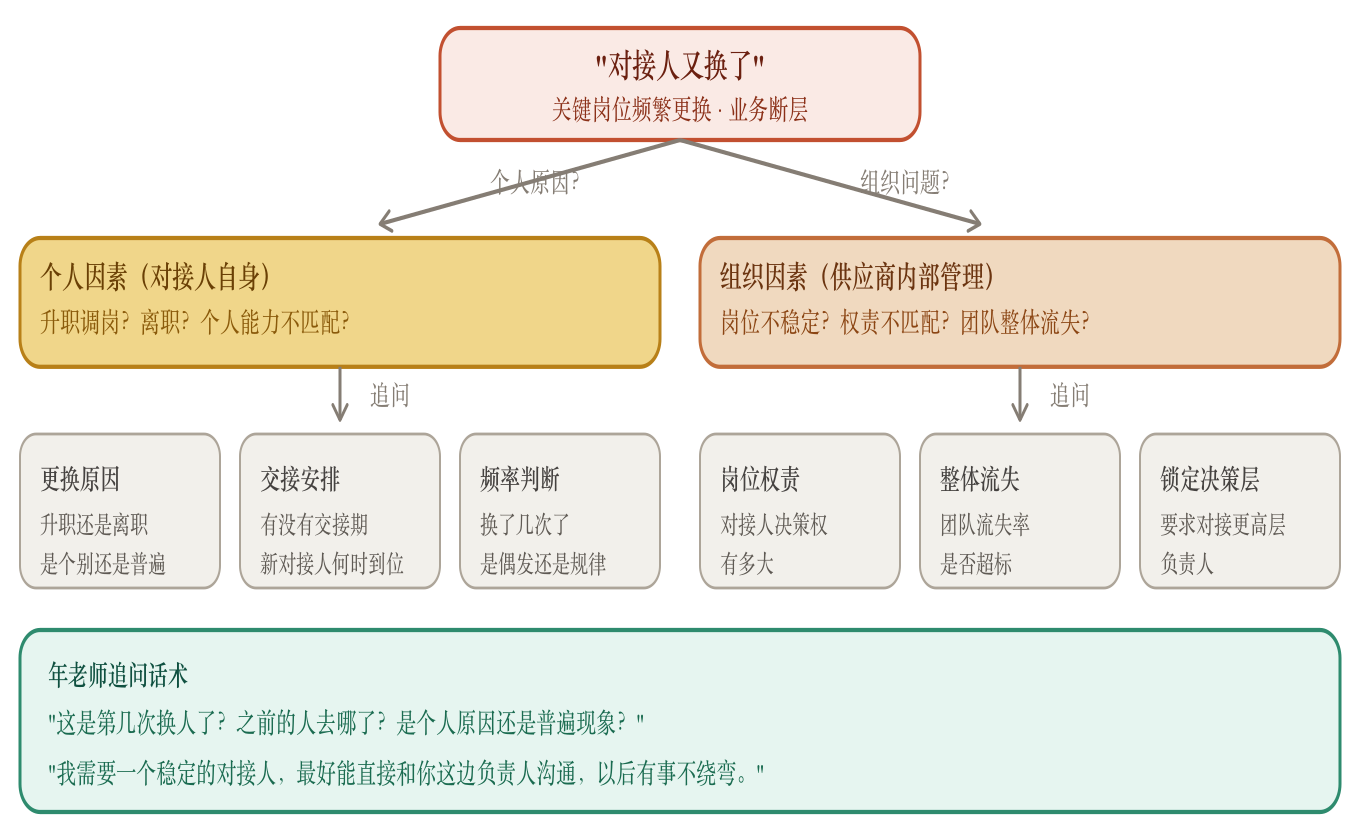 "对接人又换了"
关键岗位频繁更换 · 业务断层
个人原因?
组织问题?
个人因素（对接人自身）
升职调岗？离职？个人能力不匹配？
组织因素（供应商内部管理）
岗位不稳定？权责不匹配？团队整体流失？
追问
追问
更换原因
升职还是离职
是个别还是普遍
交接安排
有没有交接期
新对接人何时到位
频率判断
换了几次了
是偶发还是规律
岗位权责
对接人决策权
有多大
整体流失
团队流失率
是否超标
锁定决策层
要求对接更高层
负责人
年老师追问话术
"这是第几次换人了？之前的人去哪了？是个人原因还是普遍现象？"
"我需要一个稳定的对接人，最好能直接和你这边负责人沟通，以后有事不绕弯。"